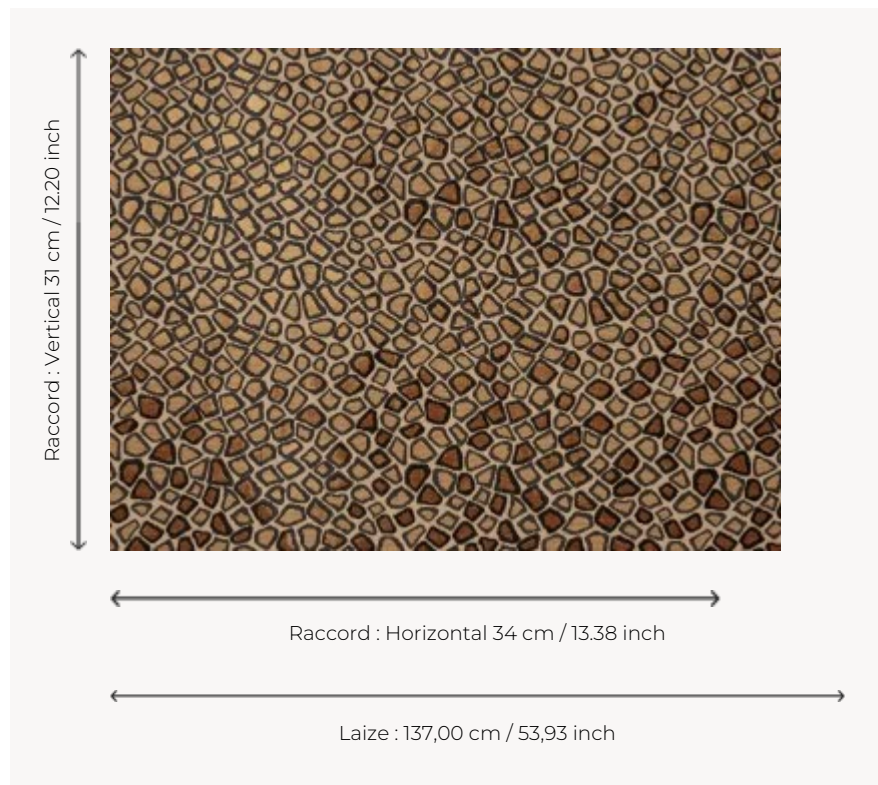 Raccord : Vertical 31 cm / 12.20 inch
Raccord : Horizontal 34 cm / 13.38 inch
Laize : 137,00 cm / 53,93 inch